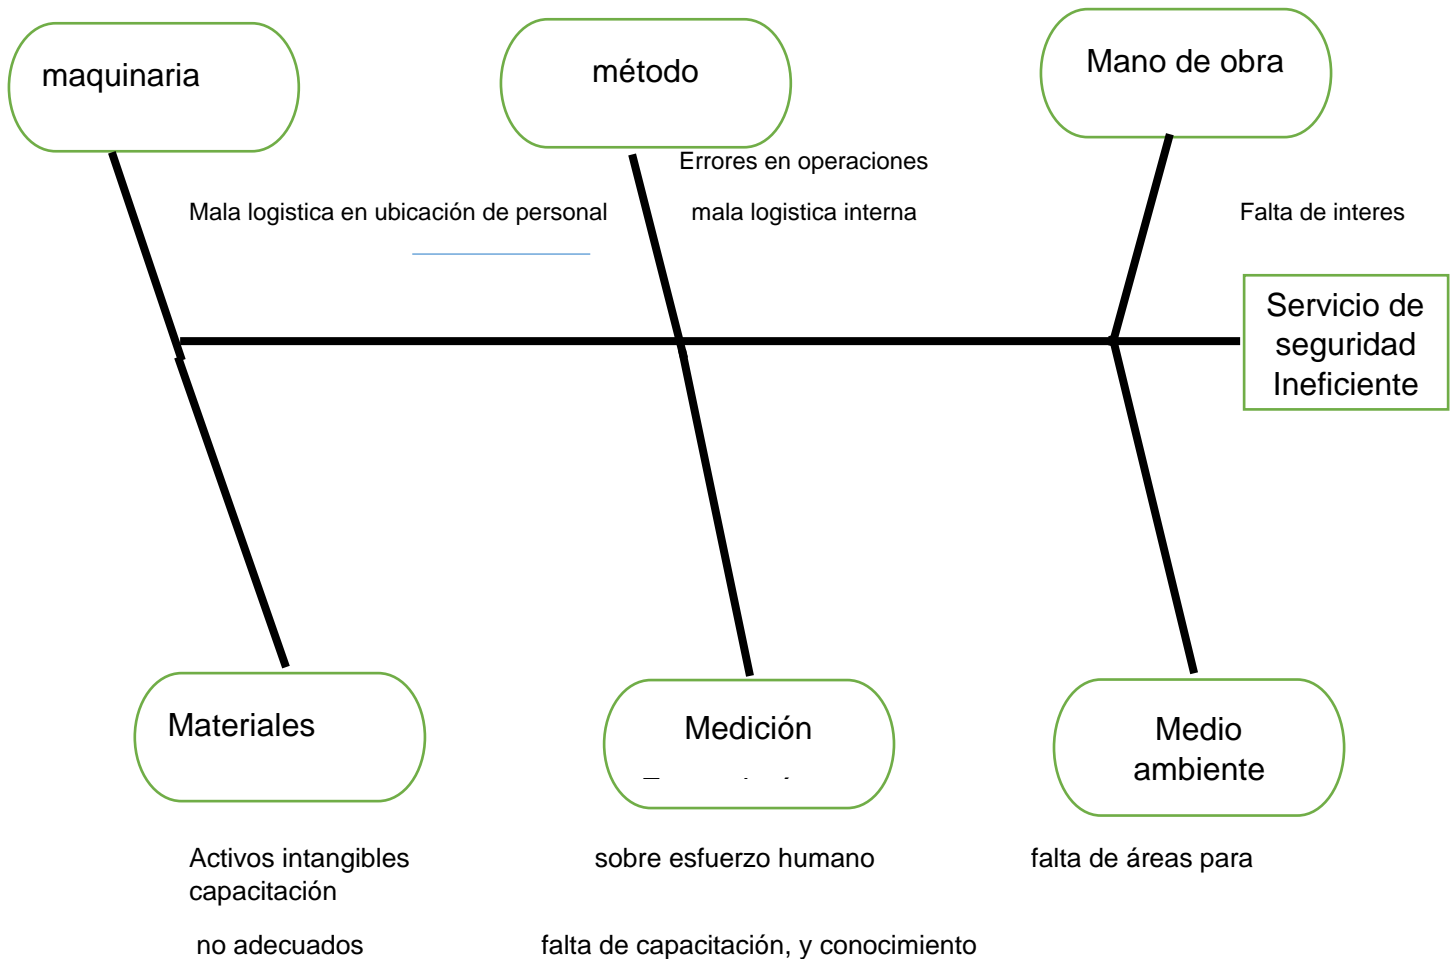 maquinaria
método
Mano de obra
Errores en operaciones
Mala logistica en ubicación de personal
mala logistica interna
Falta de interes
Servicio de
seguridad
Ineficiente
Materiales
Medición
Medio
ambiente
Activos intangibles
capacitación
sobre esfuerzo humano
falta de áreas para
no adecuados
falta de capacitación, y conocimiento